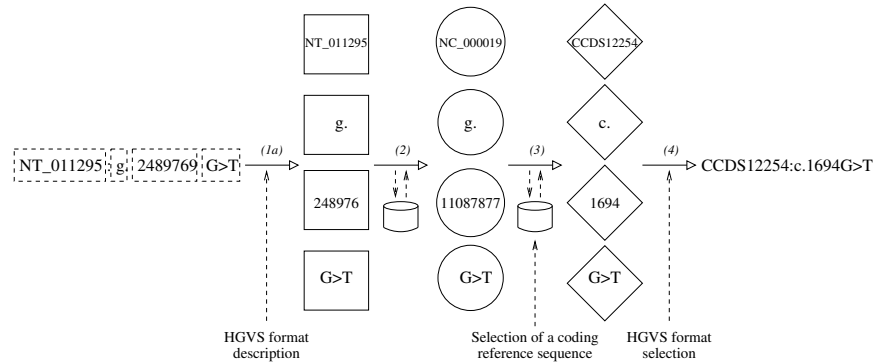 NT_011295 NC_000019 CCDS12254
g. g. c.
(1a) (2) (3) (4)
NT_011295 : g. 2489769 G>T CCDS12254:c.1694G>T
248976 11087877 1694
G>T G>T G>T
HGVS format
description
Selection of a coding
reference sequence
HGVS format
selection